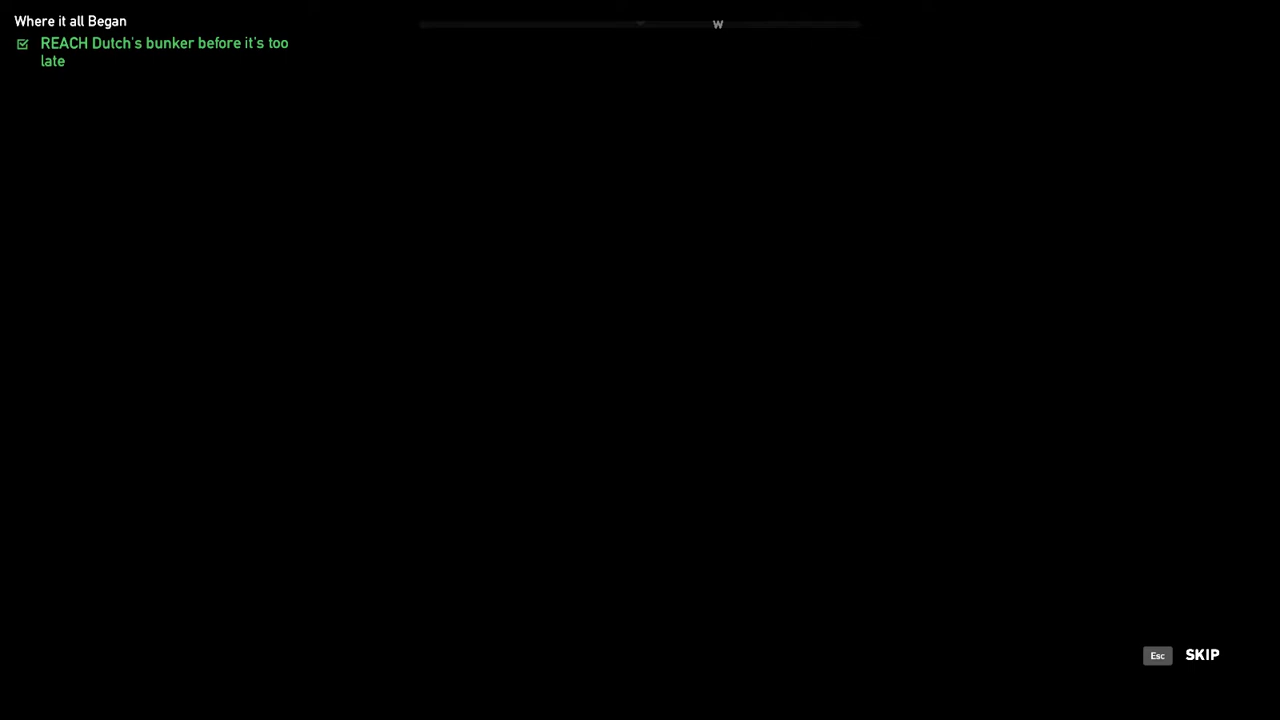 Where it all Began
REACH Dutch's bunker before it's too
late
W
Esc SKIP